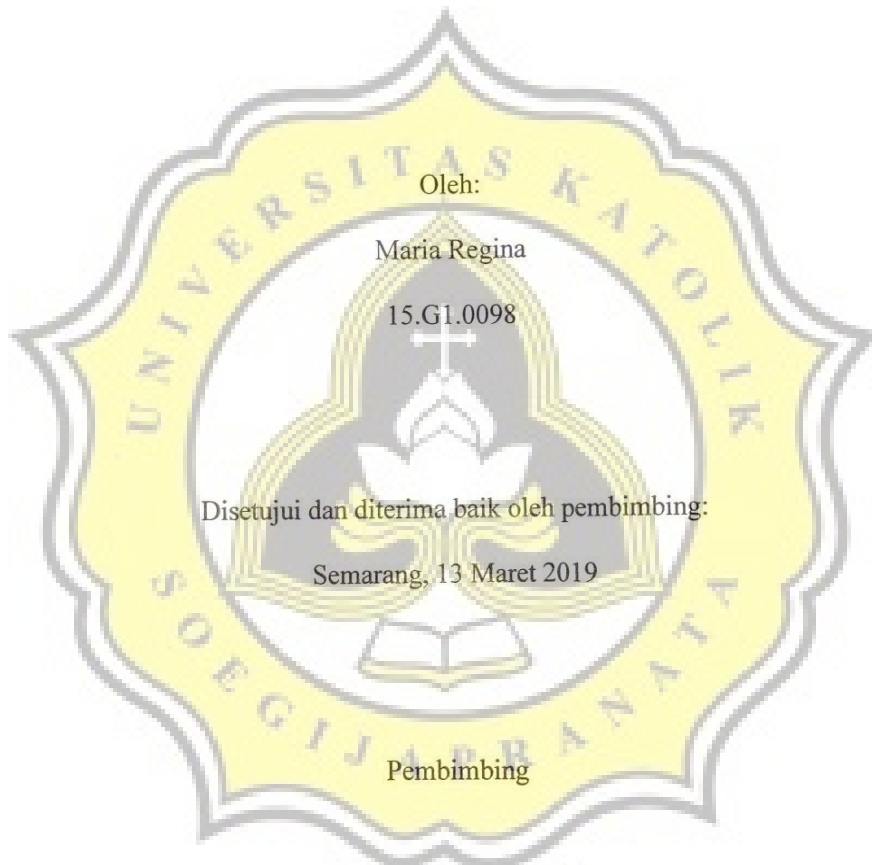 UNIVERSITAS KATOLIK
Oleh:
Maria Regina
15.G1.0098
Disetujui dan diterima baik oleh pembimbing:
Semarang, 13 Maret 2019
SOEGIJAPRANATA
Pembimbing